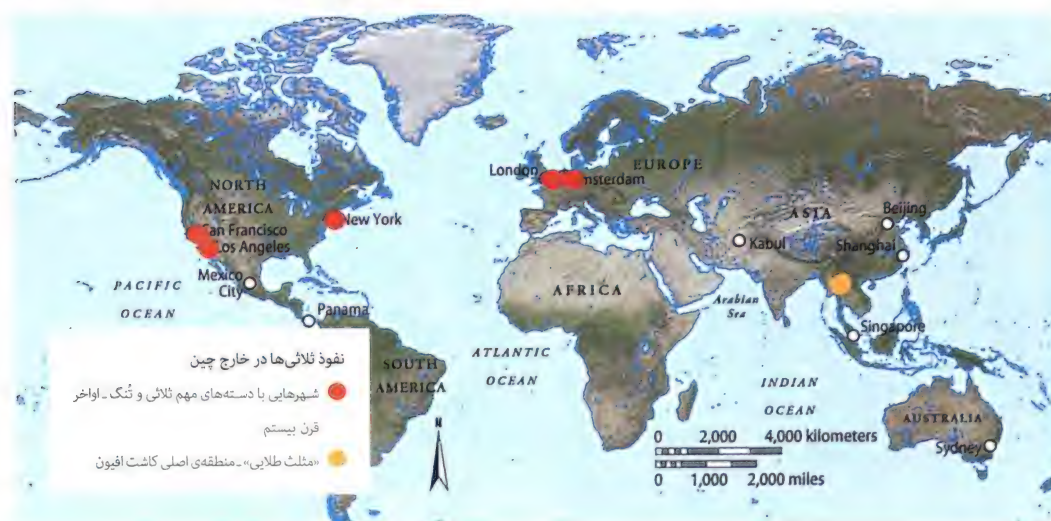 London
Amsterdam
EUROPE
NORTH
AMERICA
New York
San Francisco
Los Angeles
Mexico
City
Panama
PACIFIC
OCEAN
ATLANTIC
OCEAN
SOUTH
AMERICA
AFRICA
Arabian
Sea
ASIA
Kabul
Beijing
Shanghai
Singapore
INDIAN
OCEAN
AUSTRALIA
Sydney
N
0 2,000 4,000 kilometers
0 1,000 2,000 miles
نفوذ ثلاثی‌ها در خارج چین
شهرهایی با دسته‌های مهم ثلاثی و تُنگ ـ اواخر
قرن بیستم
«مثلث طلایی» ـ منطقه‌ی اصلی کاشت افیون